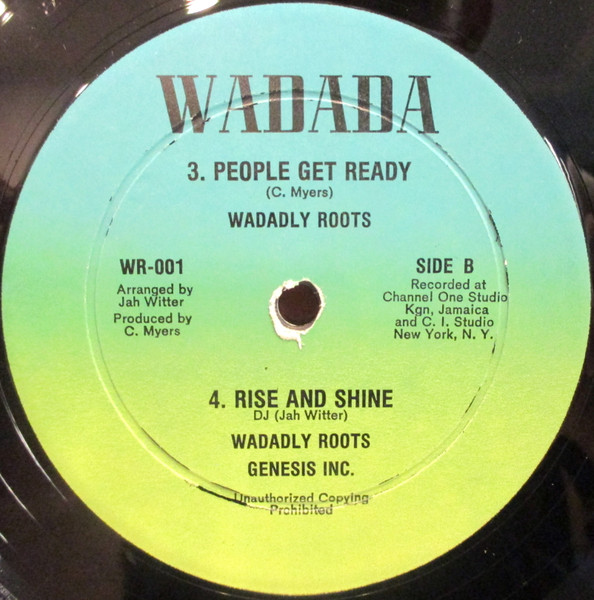 WADADA
3. PEOPLE GET READY
(C. Myers)
WADADLY ROOTS
WR-001
Arranged by
Jah Witter
Produced by
C. Myers
SIDE B
Recorded at
Channel One Studio
Kgn, Jamaica
and C. I. Studio
New York, N. Y.
4. RISE AND SHINE
DJ (Jah Witter)
WADADLY ROOTS
GENESIS INC.
Unauthorized Copying
Prohibited